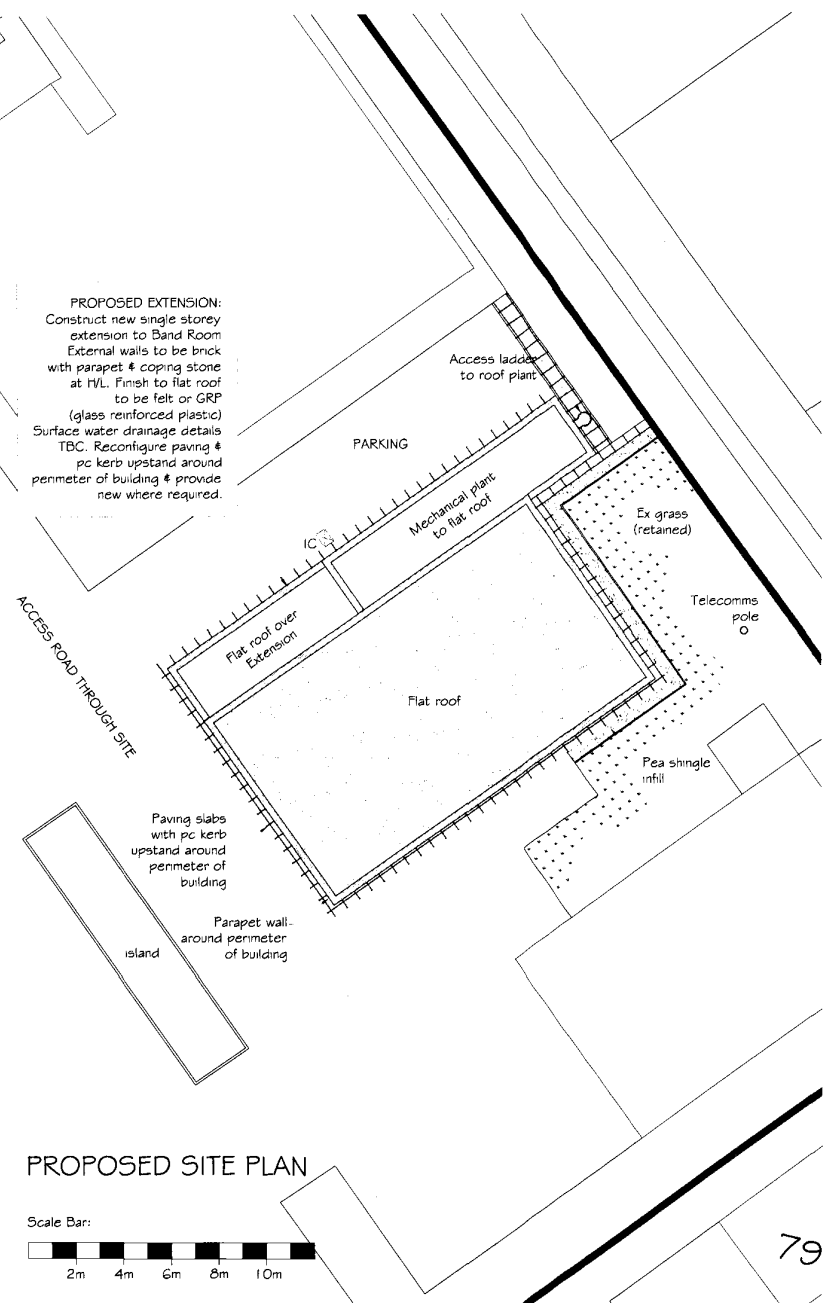 PROPOSED EXTENSION:
Construct new single storey
extension to Band Room
External walls to be brick
with parapet & coping stone
at H/L. Finish to flat roof
to be felt or GRP
(glass reinforced plastic)
Surface water drainage details
TBC. Reconfigure paving &
pc kerb upstand around
perimeter of building & provide
new where required.
Access ladder
to roof plant
PARKING
Mechanical plant
to flat roof
Ex grass
(retained)
IC
Telecomms
pole
ACCESS ROAD THROUGH SITE
Flat roof over
Extension
Flat roof
Pea shingle
infill
Paving slabs
with pc kerb
upstand around
perimeter of
building
Parapet wall
around perimeter
of building
island
PROPOSED SITE PLAN
Scale Bar:
2m 4m 6m 8m 10m
79